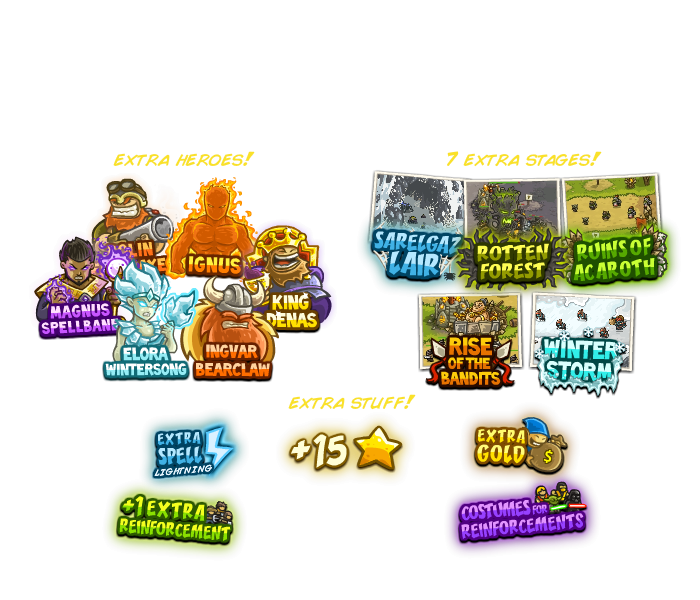 EXTRA HEROES!
7 EXTRA STAGES!
IGNUS
MAGNUS
SPELLBANE
KING
DENAS
ELORA
WINTERSONG
INGVAR
BEARCLAW
SARELGAZ
LAIR
ROTTEN
FOREST
RUINS OF
ACAROTH
RISE
OF THE
BANDITS
WINTER
STORM
EXTRA STUFF!
EXTRA
SPELL
LIGHTNING
+15
EXTRA
GOLD
$
+1 EXTRA
REINFORCEMENT
COSTUMES FOR
REINFORCEMENTS